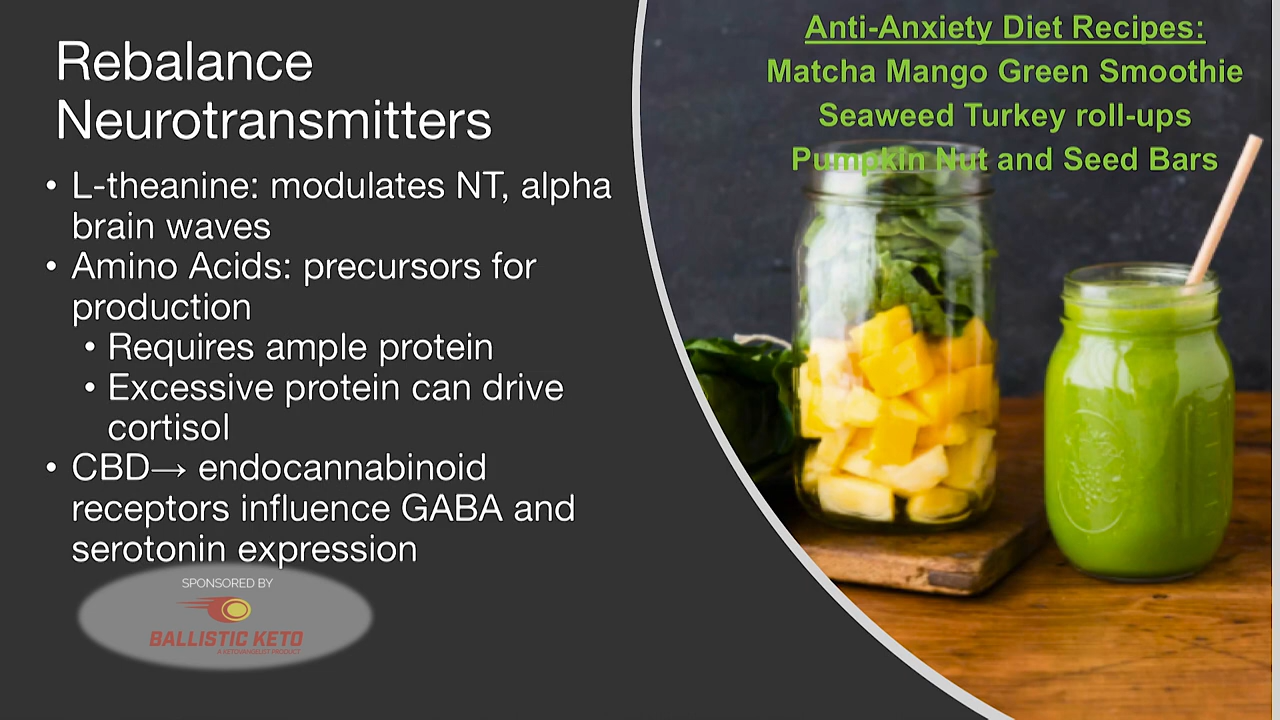 Rebalance
Neurotransmitters
• L-theanine: modulates NT, alpha
brain waves
• Amino Acids: precursors for
production
• Requires ample protein
• Excessive protein can drive
cortisol
• CBD→ endocannabinoid
receptors influence GABA and
serotonin expression
SPONSORED BY
BALLISTIC KETO
A KETOVANGELIST PRODUCT
Anti-Anxiety Diet Recipes:
Matcha Mango Green Smoothie
Seaweed Turkey roll-ups
Pumpkin Nut and Seed Bars